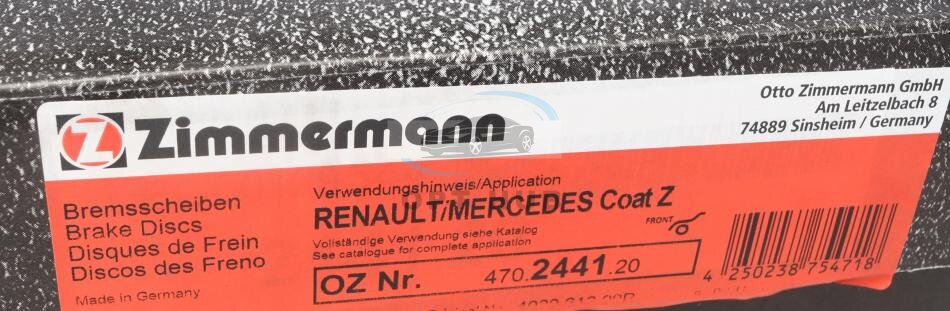 Z Zimmermann
Otto Zimmermann GmbH
Am Leitzelbach 8
74889 Sinsheim / Germany
Bremsscheiben
Brake Discs
Disques de Frein
Discos des Freno
Made in Germany
Verwendungshinweis/Application
RENAULT/MERCEDES Coat Z
FRONT
Vollständige Verwendung siehe Katalog
See catalogue for complete application
OZ Nr. 470.2441.20
4 250238 754718